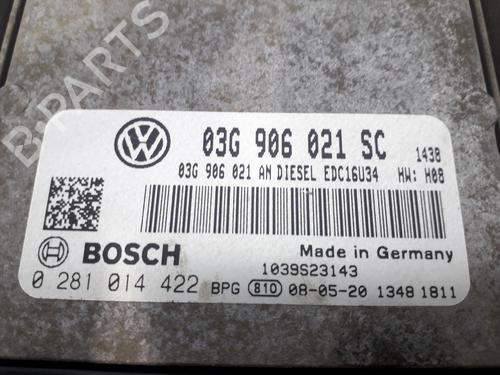 B-PARTS
03G 906 021 SC 1438
03G 906 021 AN DIESEL EDC16U34 HW: H08
BOSCH
Made in Germany
1039S23143
0 281 014 422 BPG 810 08-05-20 1348 1811